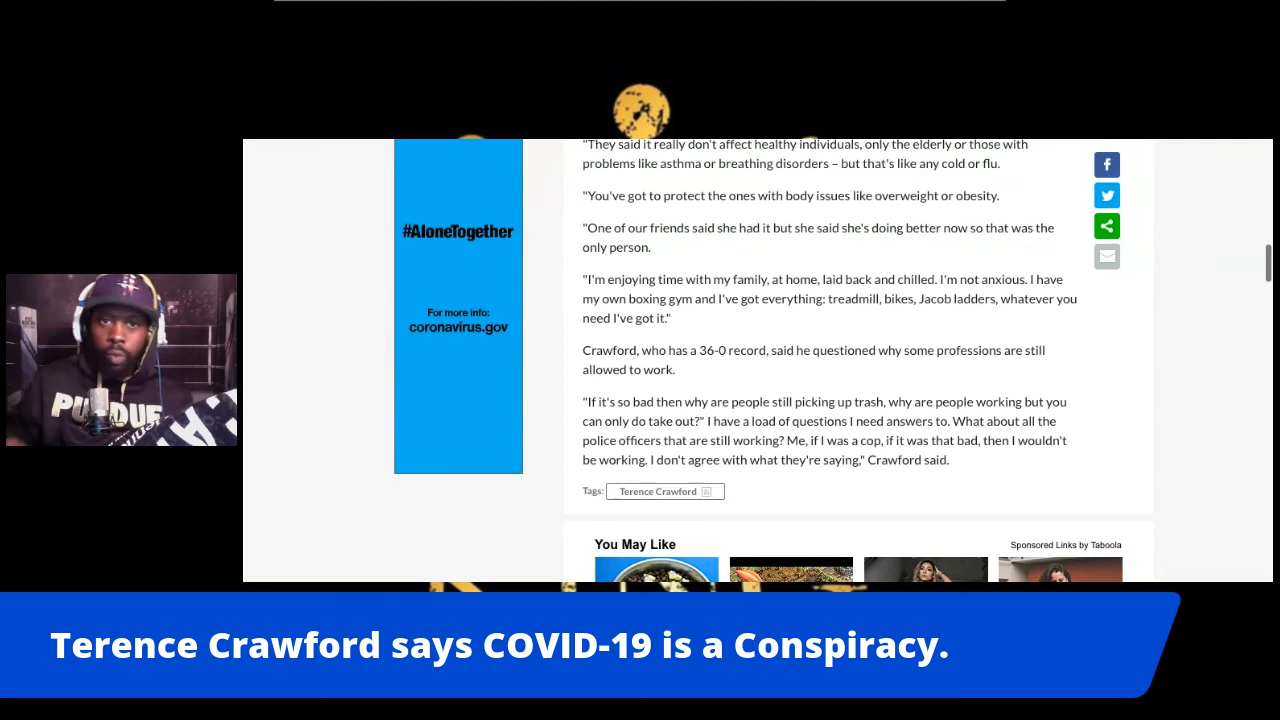 "They said it really don't affect healthy individuals, only the elderly or those with
problems like asthma or breathing disorders – but that's like any cold or flu.
"You've got to protect the ones with body issues like overweight or obesity.
#AloneTogether
"One of our friends said she had it but she said she's doing better now so that was the
only person.
"I'm enjoying time with my family, at home, laid back and chilled. I'm not anxious. I have
my own boxing gym and I've got everything: treadmill, bikes, Jacob ladders, whatever you
need I've got it."
For more info:
coronavirus.gov
Crawford, who has a 36-0 record, said he questioned why some professions are still
allowed to work.
"If it's so bad then why are people still picking up trash, why are people working but you
can only do take out?" I have a load of questions I need answers to. What about all the
police officers that are still working? Me, if I was a cop, if it was that bad, then I wouldn't
be working. I don't agree with what they're saying," Crawford said.
Tags: Terence Crawford
You May Like
Sponsored Links by Taboola
Terence Crawford says COVID-19 is a Conspiracy.